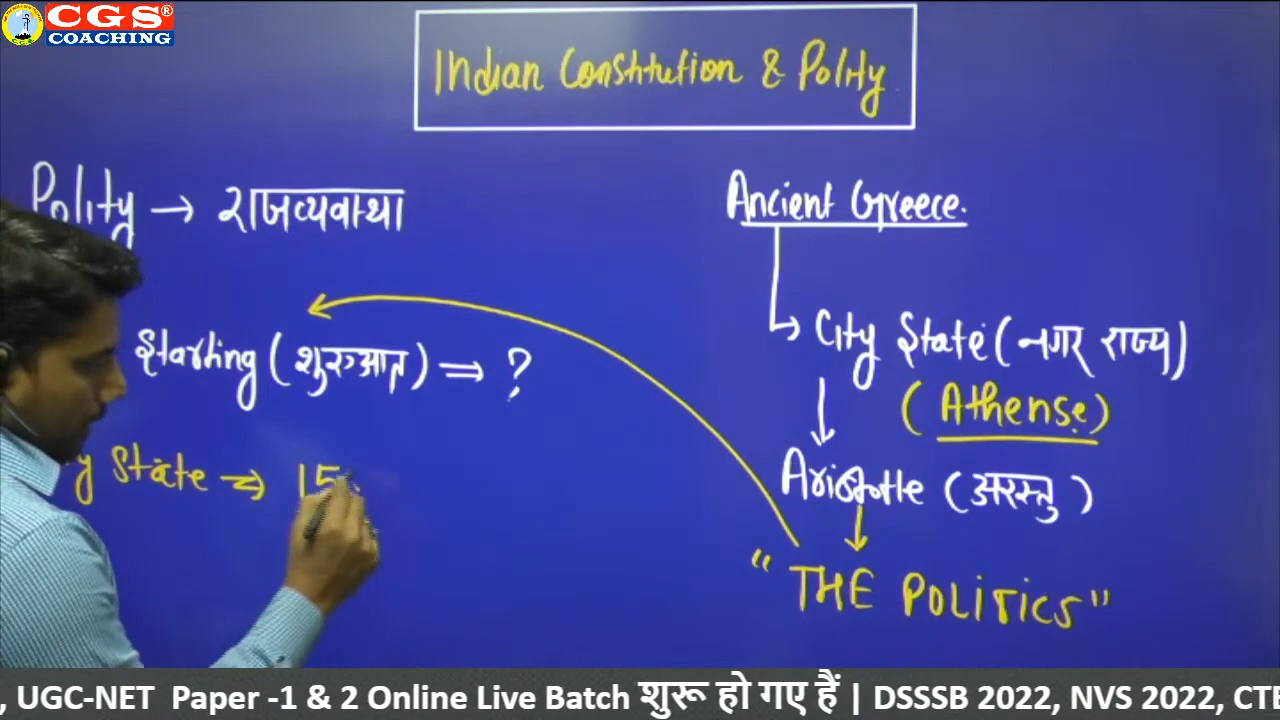 CGS®
COACHING
Indian Constitution & Polity
Polity → राजव्यवाथा
Starting (शुरुआत) ⇒ ?
State ⇒ 15
Ancient Greece.
City State (नगर राज्य)
(Athense)
Aristotle (अरस्तु)
"THE POLITICS"
, UGC-NET Paper -1 & 2 Online Live Batch शुरू हो गए हैं | DSSSB 2022, NVS 2022, CTE